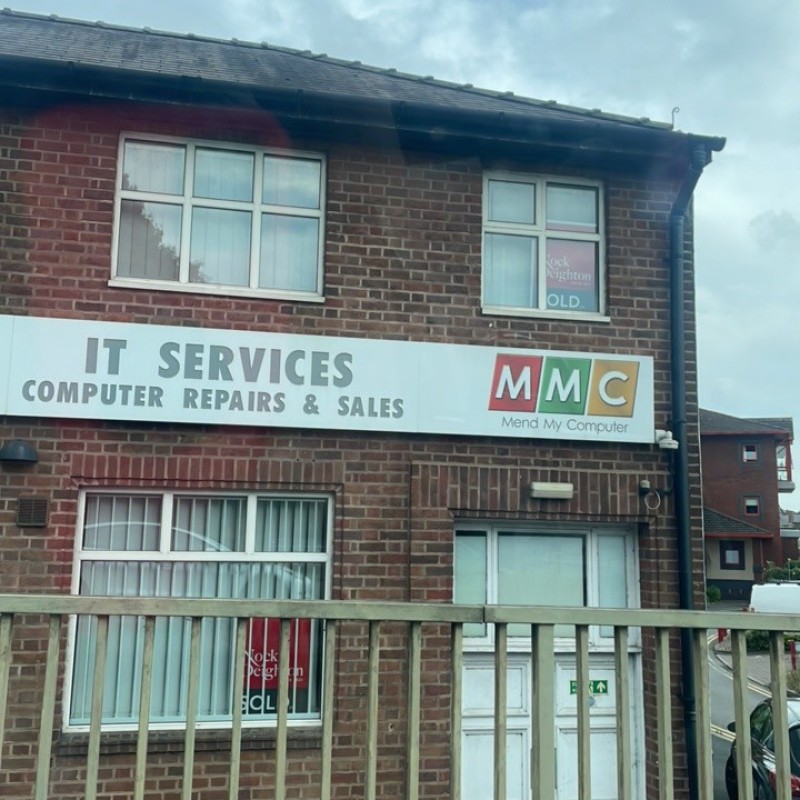 Nock
Deighton
SOLD.
IT SERVICES
COMPUTER REPAIRS & SALES
MMC
Mend My Computer
Nock
Deighton
SOLD.